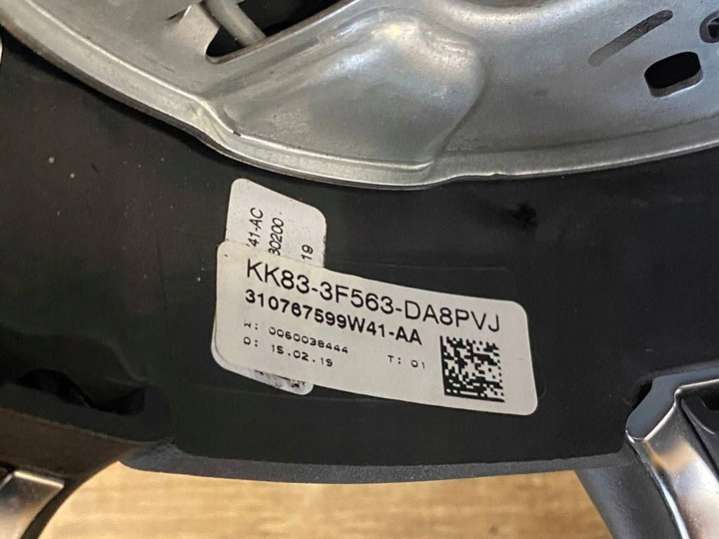 41-AC
30200
19
KK83-3F563-DA8PVJ
310767599W41-AA
W: 0060038444
D: 15.02.19 T: 01